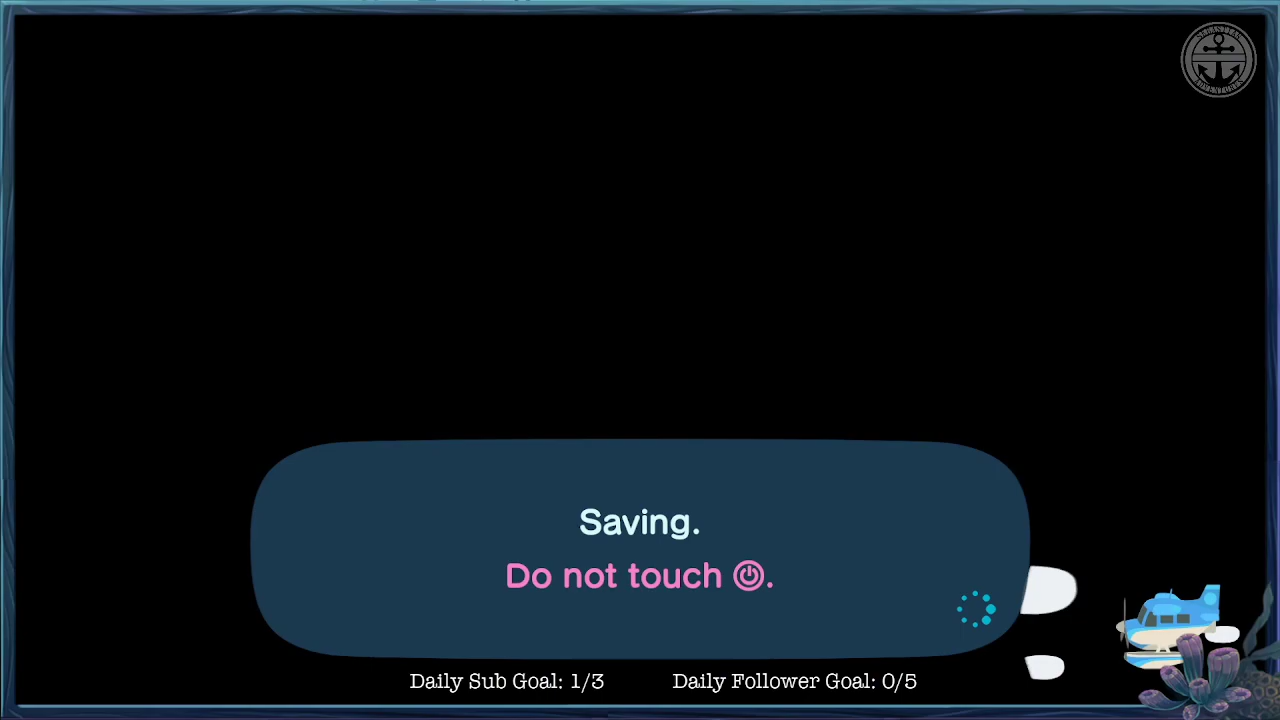 Saving.
Do not touch ⏻.
Daily Sub Goal: 1/3
Daily Follower Goal: 0/5